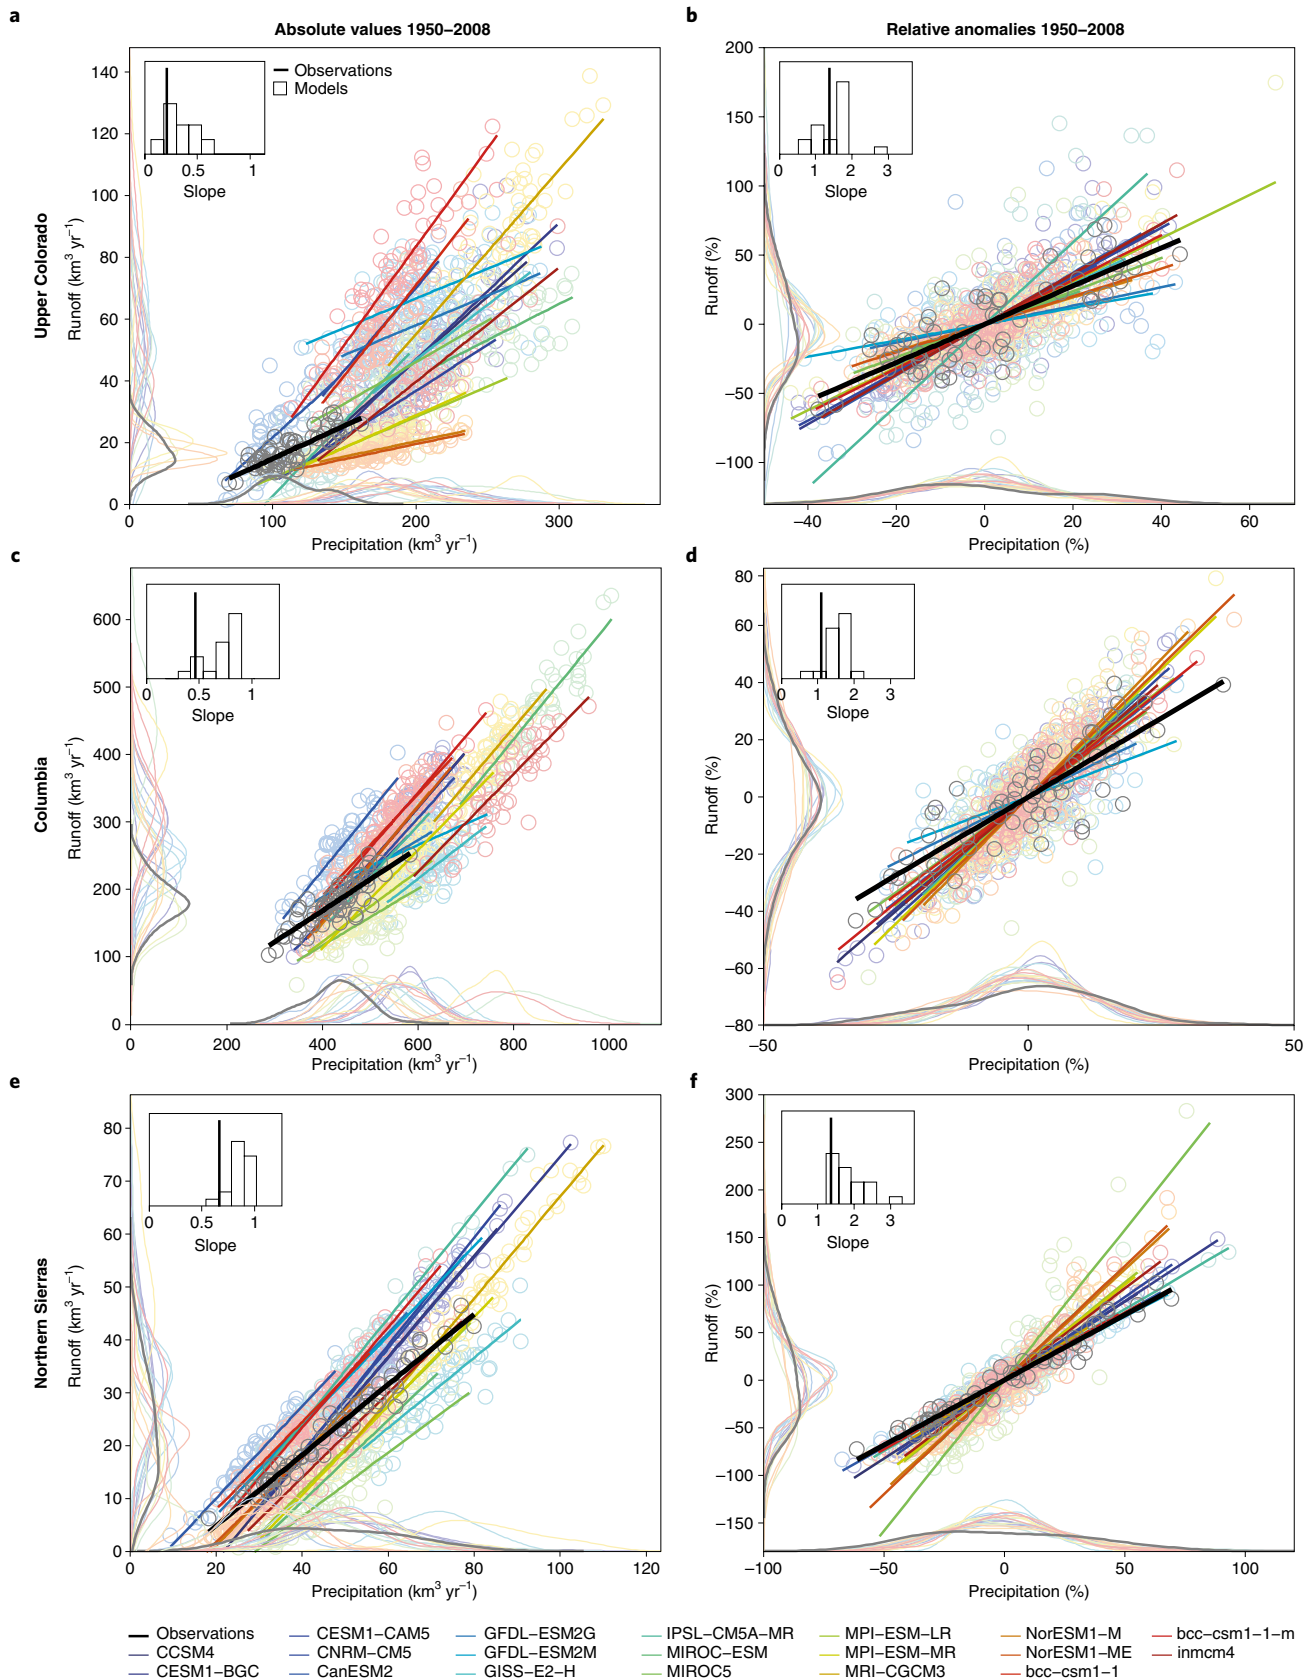 a
Absolute values 1950–2008
b
Relative anomalies 1950–2008
Upper Colorado
Runoff (km³ yr⁻¹)
140
120
100
80
60
40
20
0
Observations
Models
0
0.5
1
Slope
0
100
200
300
Precipitation (km³ yr⁻¹)
Runoff (%)
200
150
100
50
0
–50
–100
0
1
2
3
Slope
–40
–20
0
20
40
60
Precipitation (%)
c
Columbia
Runoff (km³ yr⁻¹)
600
500
400
300
200
100
0
0
0.5
1
Slope
0
200
400
600
800
1000
Precipitation (km³ yr⁻¹)
d
Runoff (%)
80
60
40
20
0
–20
–40
–60
–80
0
1
2
3
Slope
–50
0
50
Precipitation (%)
e
Northern Sierras
Runoff (km³ yr⁻¹)
80
70
60
50
40
30
20
10
0
0
0.5
1
Slope
0
20
40
60
80
100
120
Precipitation (km³ yr⁻¹)
f
Runoff (%)
300
250
200
150
100
50
0
–50
–100
–150
0
1
2
3
Slope
–100
–50
0
50
100
Precipitation (%)
Observations
CCSM4
CESM1–BGC
CESM1–CAM5
CNRM–CM5
CanESM2
GFDL–ESM2G
GFDL–ESM2M
GISS–E2–H
IPSL–CM5A–MR
MIROC–ESM
MIROC5
MPI–ESM–LR
MPI–ESM–MR
MRI–CGCM3
NorESM1–M
NorESM1–ME
bcc–csm1–1
bcc–csm1–1–m
inmcm4